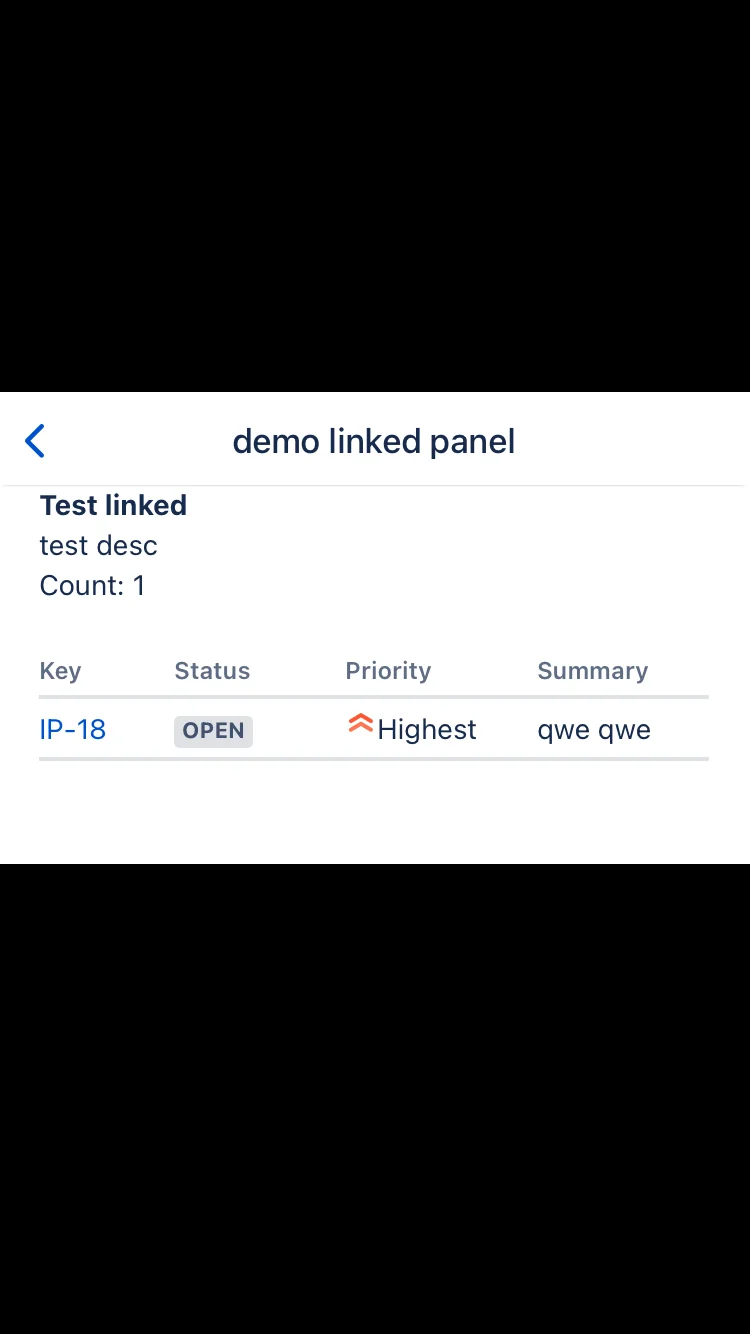 demo linked panel
Test linked
test desc
Count: 1
Key Status Priority Summary
IP-18 OPEN Highest qwe qwe